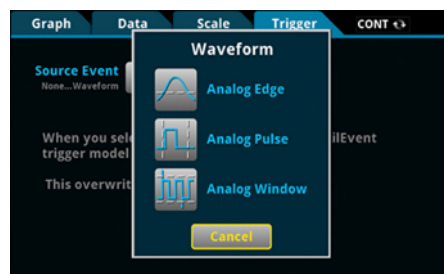 Graph Data Scale Trigger CONT
Waveform
Source Event
None...Waveform
Analog Edge
When you sel
ilEvent
trigger model
Analog Pulse
This overwrit
Analog Window
Cancel